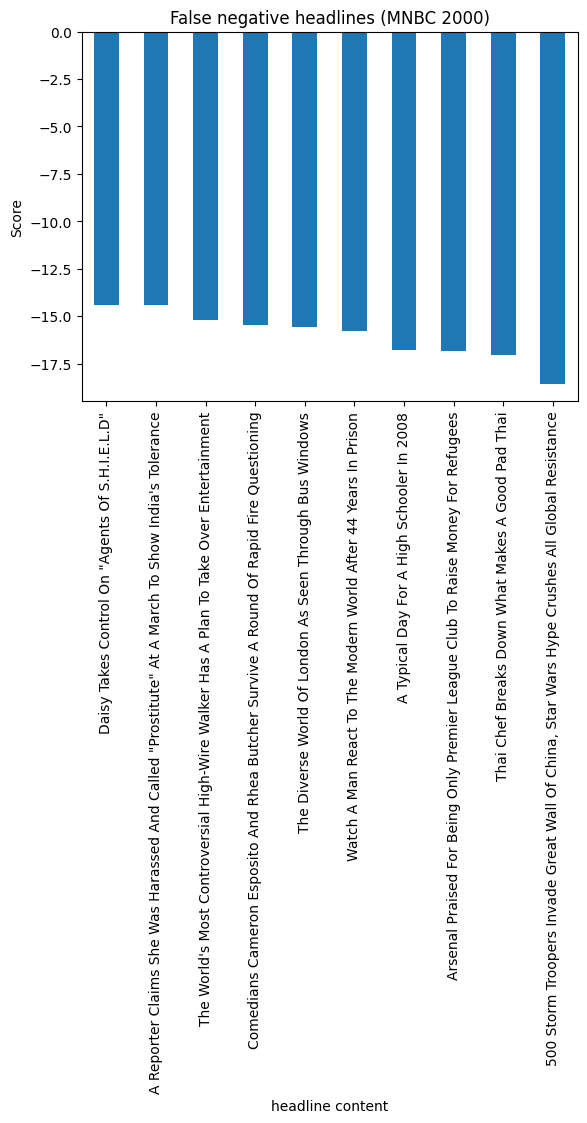 False negative headlines (MNBC 2000)
0.0
−2.5
−5.0
−7.5
−10.0
−12.5
−15.0
−17.5
Score
Daisy Takes Control On "Agents Of S.H.I.E.L.D"
A Reporter Claims She Was Harassed And Called "Prostitute" At A March To Show India's Tolerance
The World's Most Controversial High-Wire Walker Has A Plan To Take Over Entertainment
Comedians Cameron Esposito And Rhea Butcher Survive A Round Of Rapid Fire Questioning
The Diverse World Of London As Seen Through Bus Windows
Watch A Man React To The Modern World After 44 Years In Prison
A Typical Day For A High Schooler In 2008
Arsenal Praised For Being Only Premier League Club To Raise Money For Refugees
Thai Chef Breaks Down What Makes A Good Pad Thai
500 Storm Troopers Invade Great Wall Of China, Star Wars Hype Crushes All Global Resistance
headline content